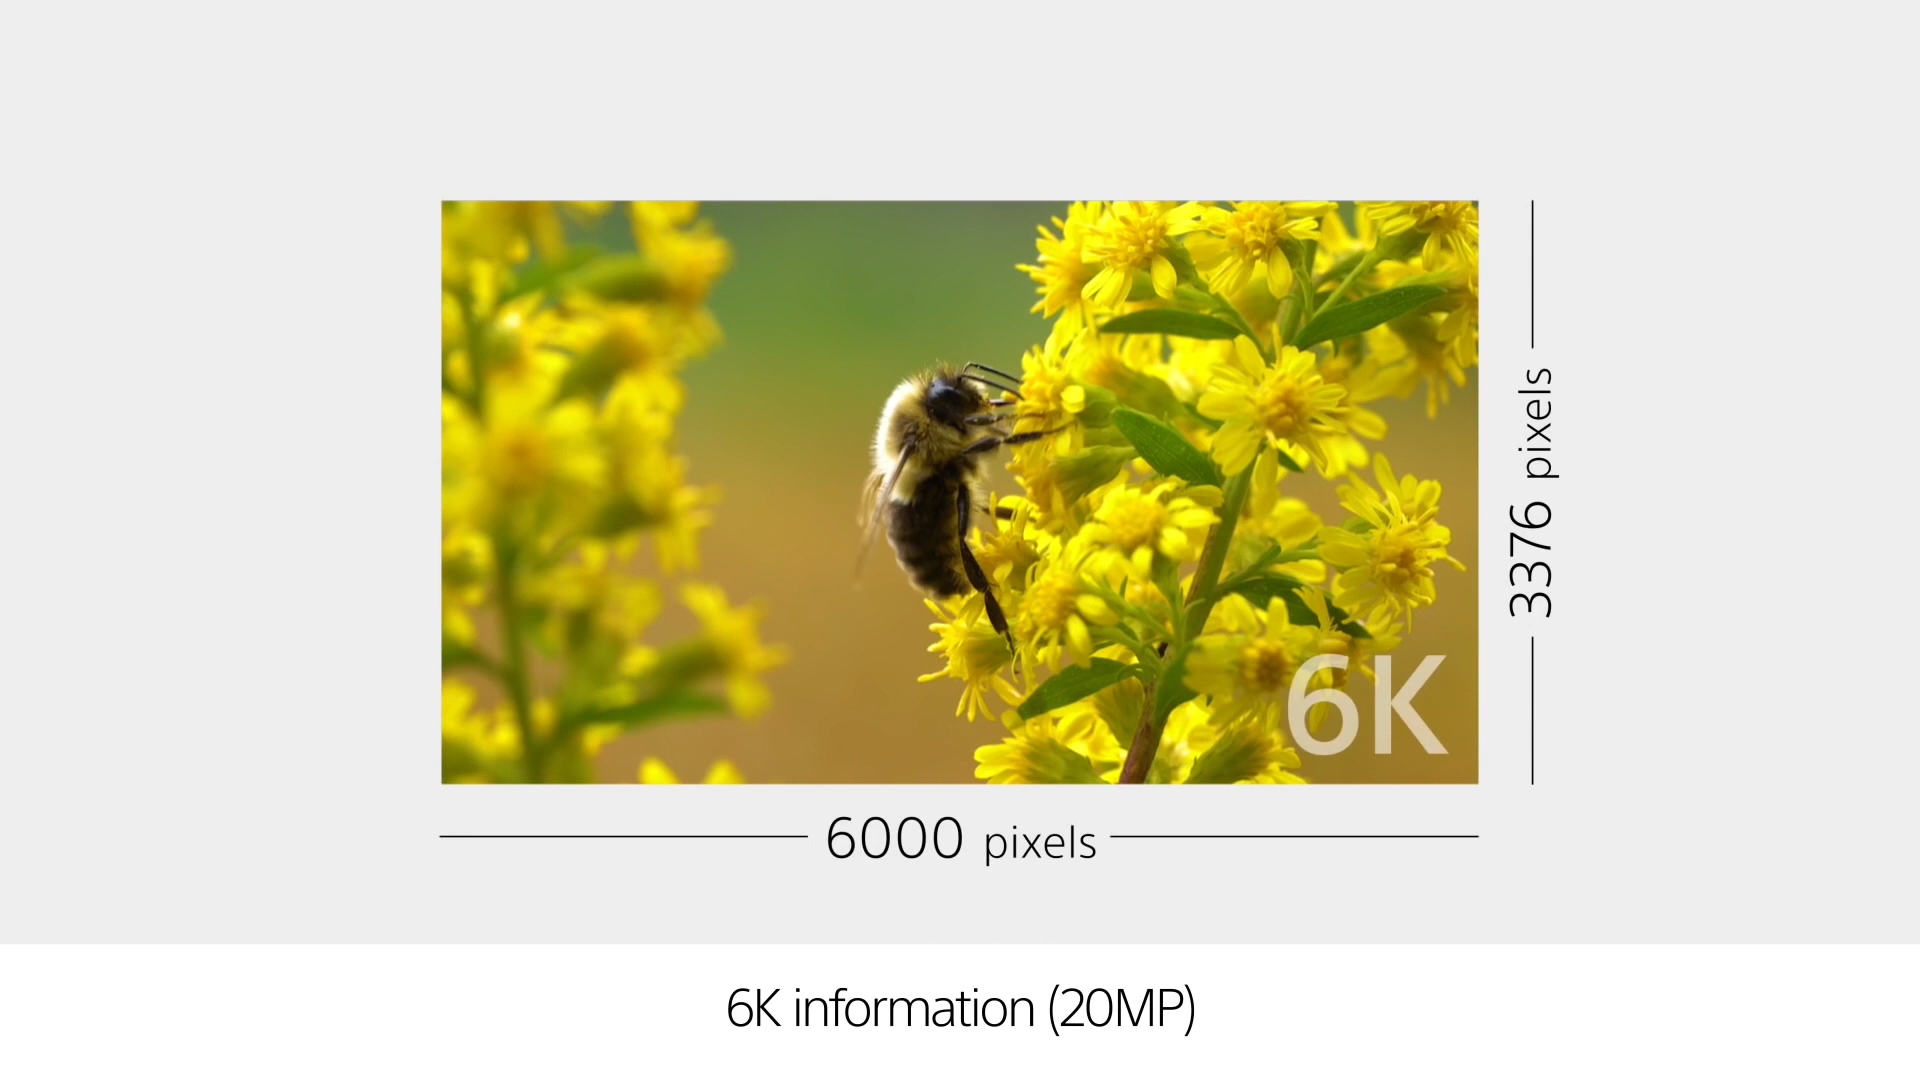 3376 pixels
6K
6000 pixels
6K information (20MP)